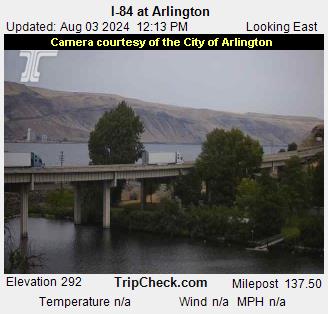 I-84 at Arlington
Updated: Aug 03 2024 12:13 PM Looking East
Camera courtesy of the City of Arlington
Elevation 292 TripCheck.com Milepost 137.50
Temperature n/a Wind n/a MPH n/a